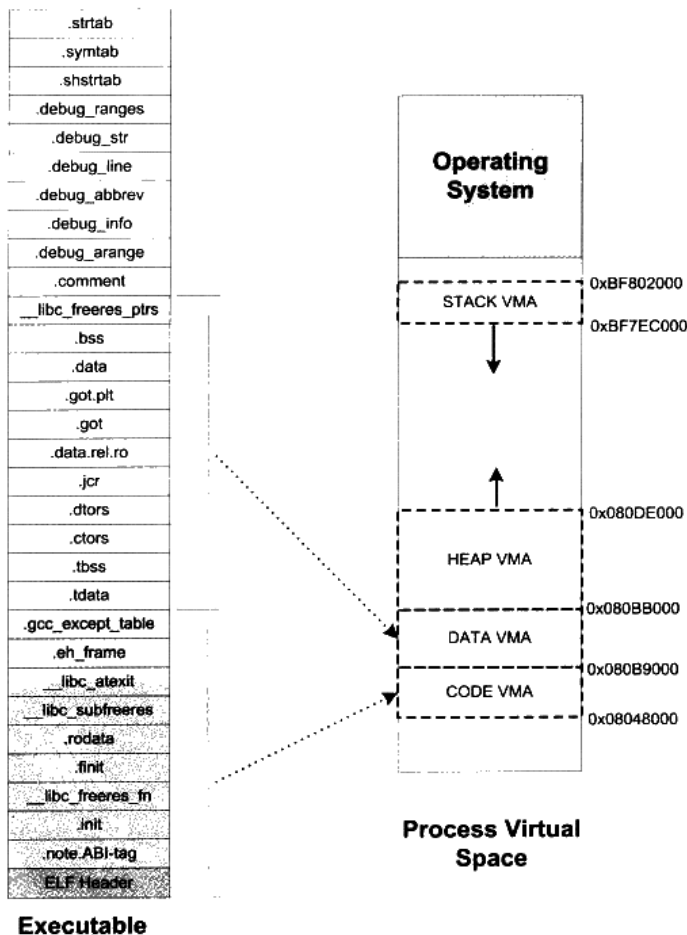 .strtab
.symtab
.shstrtab
.debug_ranges
.debug_str
.debug_line
.debug_abbrev
.debug_info
.debug_arange
.comment
__libc_freeres_ptrs
.bss
.data
.got.plt
.got
.data.rel.ro
.jcr
.dtors
.ctors
.tbss
.tdata
.gcc_except_table
.eh_frame
__libc_atexit
__libc_subfreeres
.rodata
.finit
__libc_freeres_fn
.init
.note.ABI-tag
ELF Header
Executable
Operating
System
0xBF802000
STACK VMA
0xBF7EC000
0x080DE000
HEAP VMA
0x080BB000
DATA VMA
0x080B9000
CODE VMA
0x08048000
Process Virtual
Space